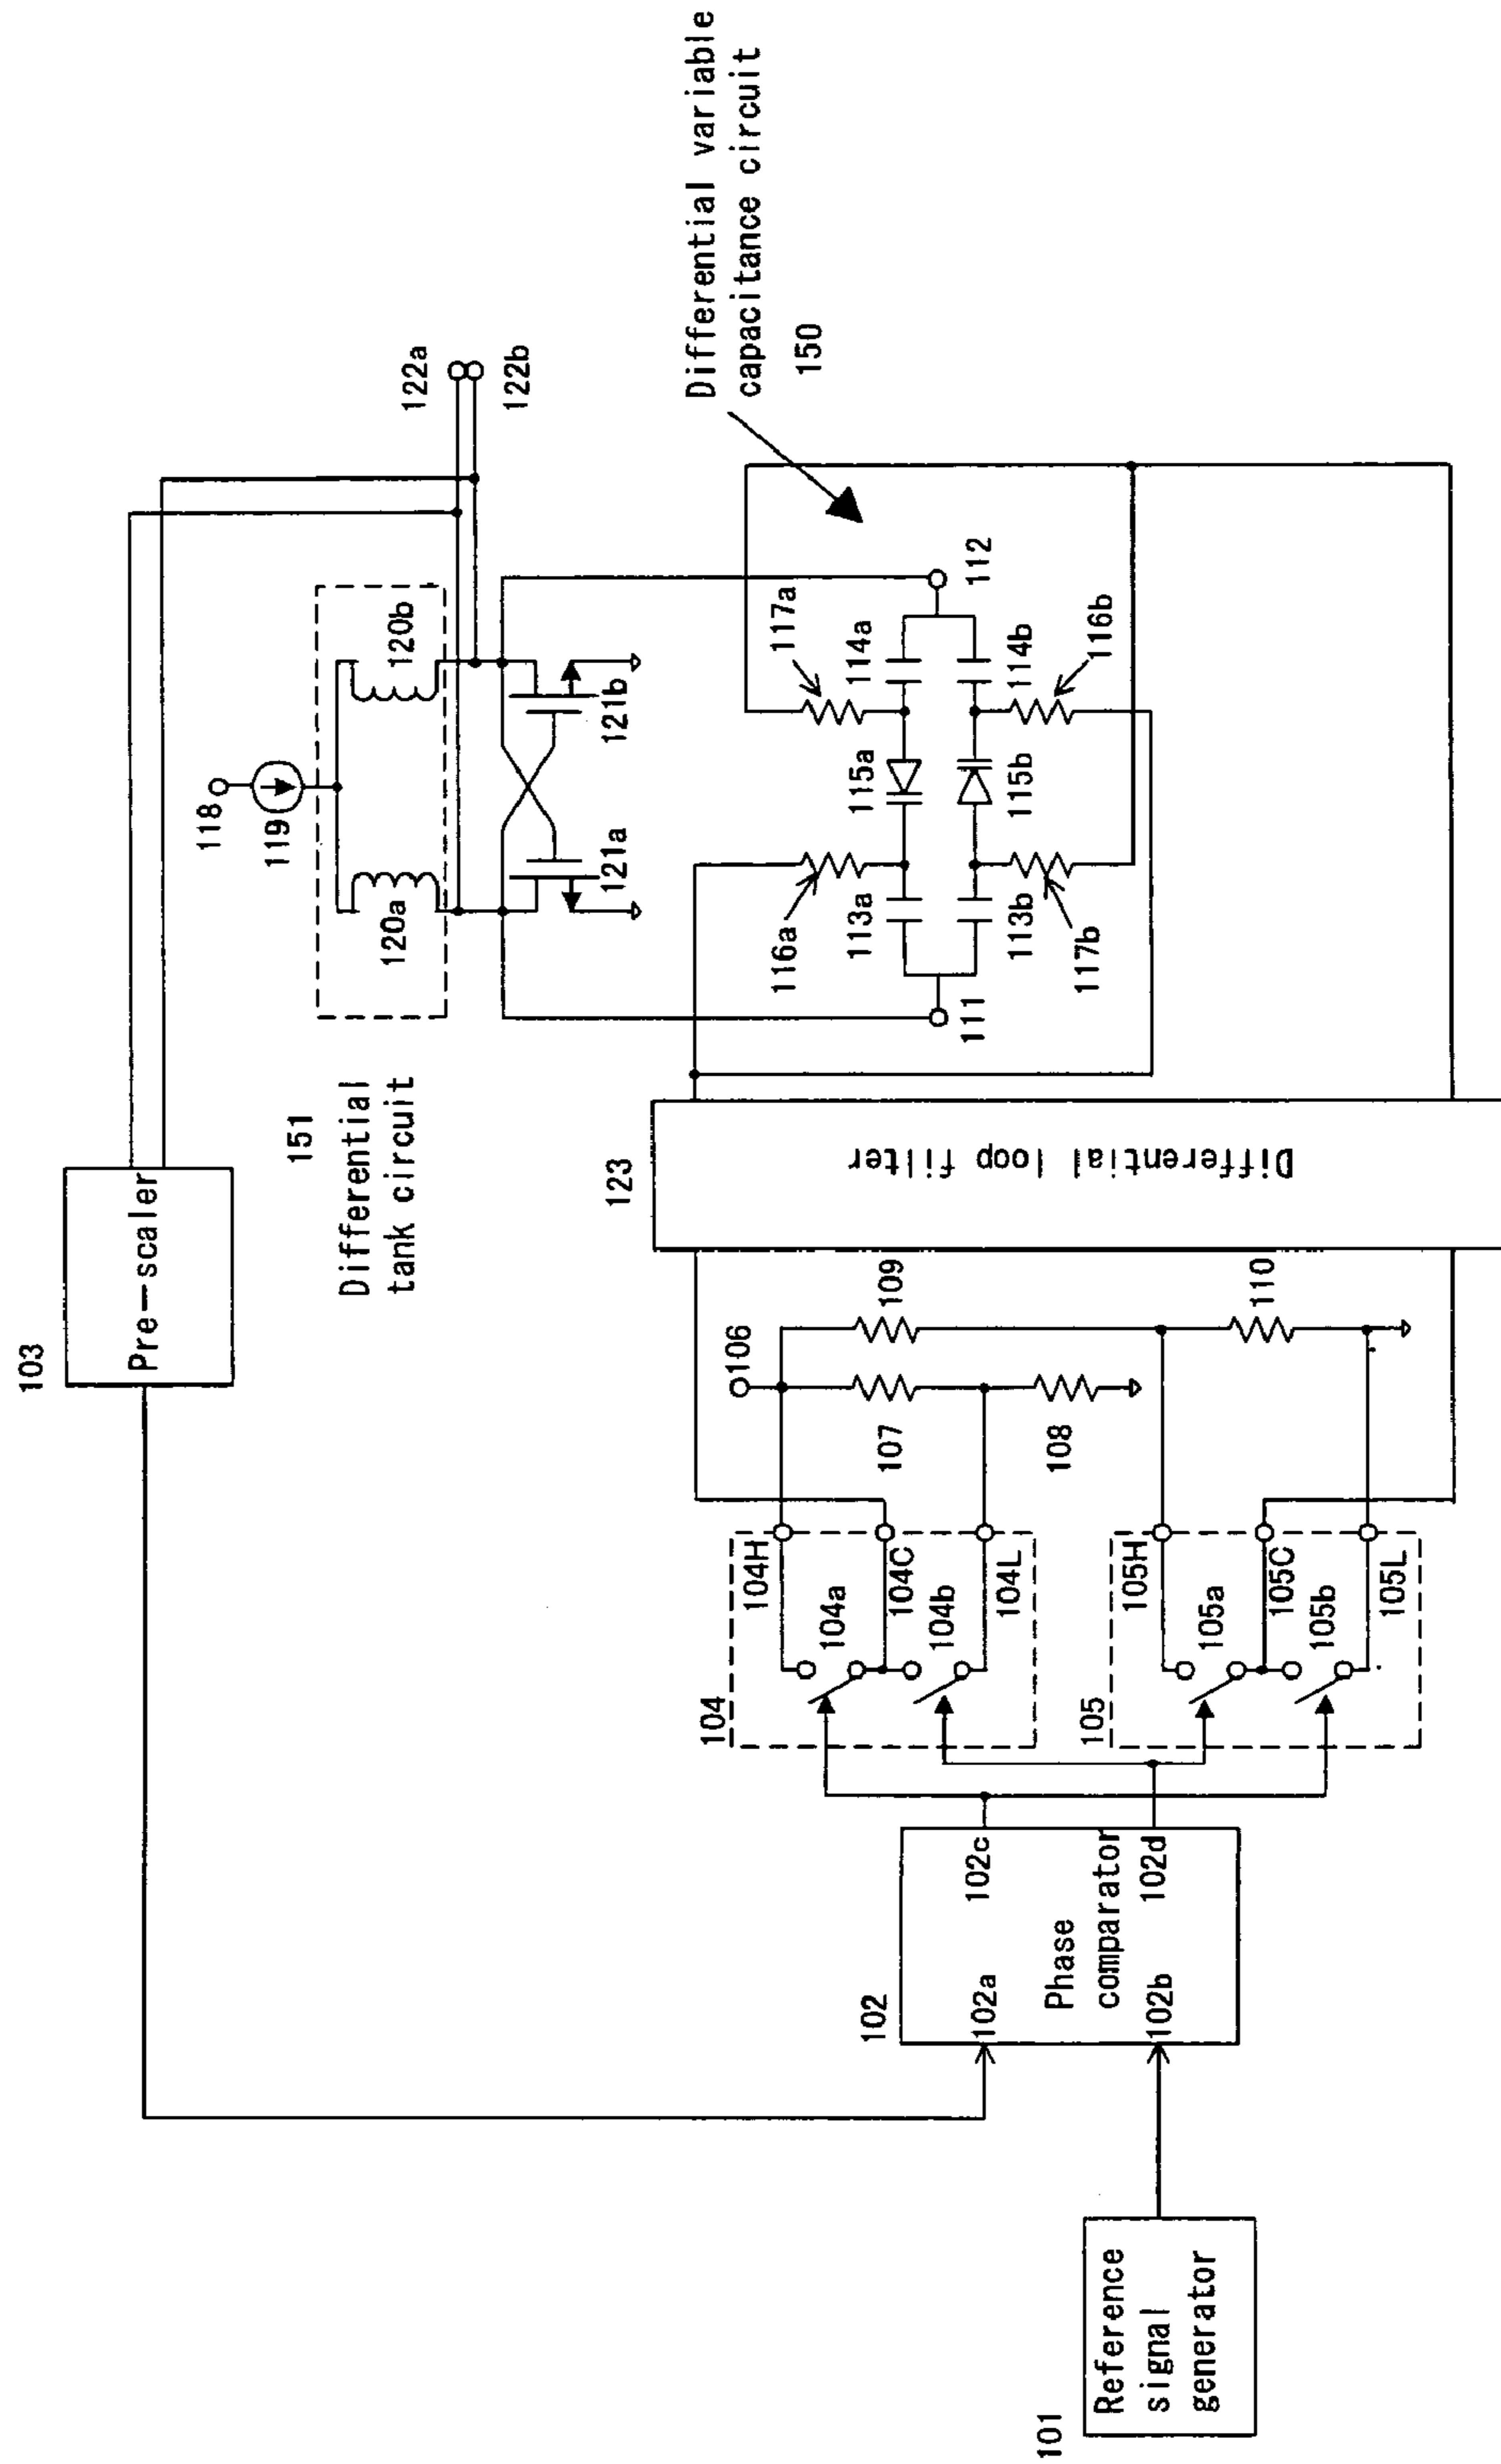 103
Pre-scaler
151
Differential
tank circuit
118
119
120a
120b
121a
121b
122a
122b
Differential variable
capacitance circuit
150
123
Differential loop filter
111
112
113a
113b
114a
114b
115a
115b
116a
116b
117a
117b
106
107
108
109
110
104
104H
104a
104C
104b
104L
105
105H
105a
105C
105b
105L
102
102a
102b
102c
102d
Phase
comparator
101
Reference
signal
generator